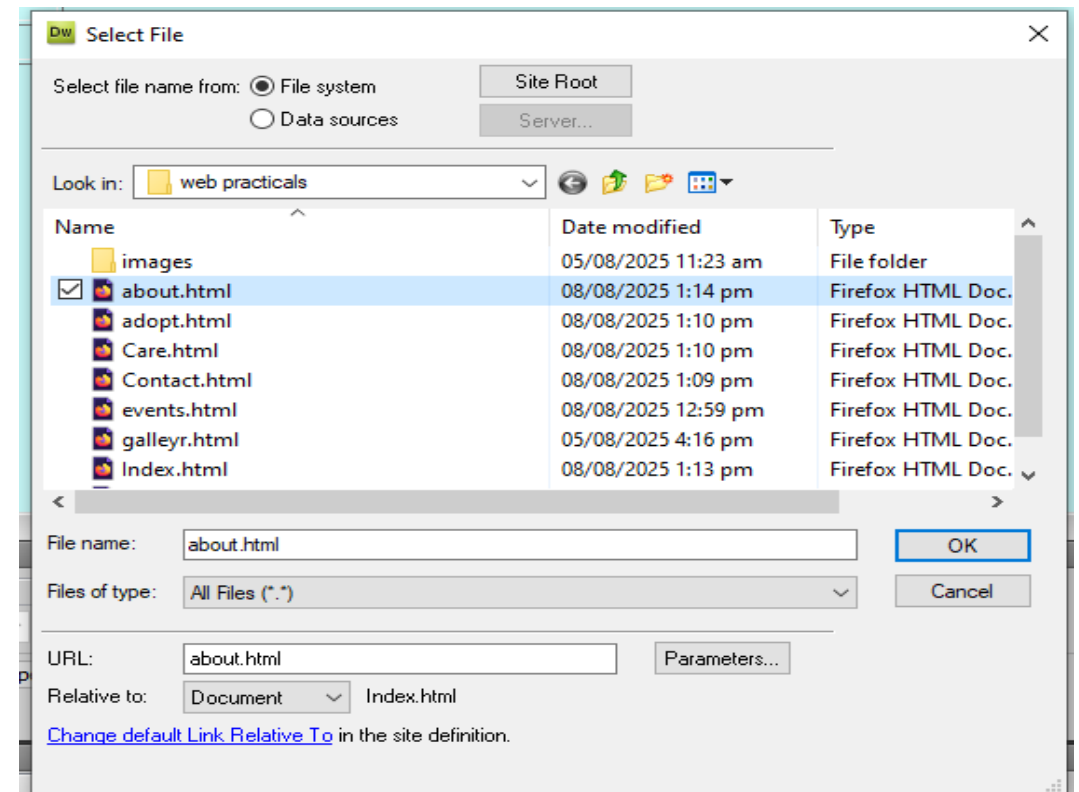 Dw Select File
Select file name from: File system Site Root
Data sources Server...
Look in: web practicals
Name Date modified Type
images 05/08/2025 11:23 am File folder
about.html 08/08/2025 1:14 pm Firefox HTML Doc.
adopt.html 08/08/2025 1:10 pm Firefox HTML Doc.
Care.html 08/08/2025 1:10 pm Firefox HTML Doc.
Contact.html 08/08/2025 1:09 pm Firefox HTML Doc.
events.html 08/08/2025 12:59 pm Firefox HTML Doc.
galleyr.html 05/08/2025 4:16 pm Firefox HTML Doc.
Index.html 08/08/2025 1:13 pm Firefox HTML Doc.
File name: about.html OK
Files of type: All Files (*.*) Cancel
URL: about.html Parameters...
Relative to: Document Index.html
Change default Link Relative To in the site definition.